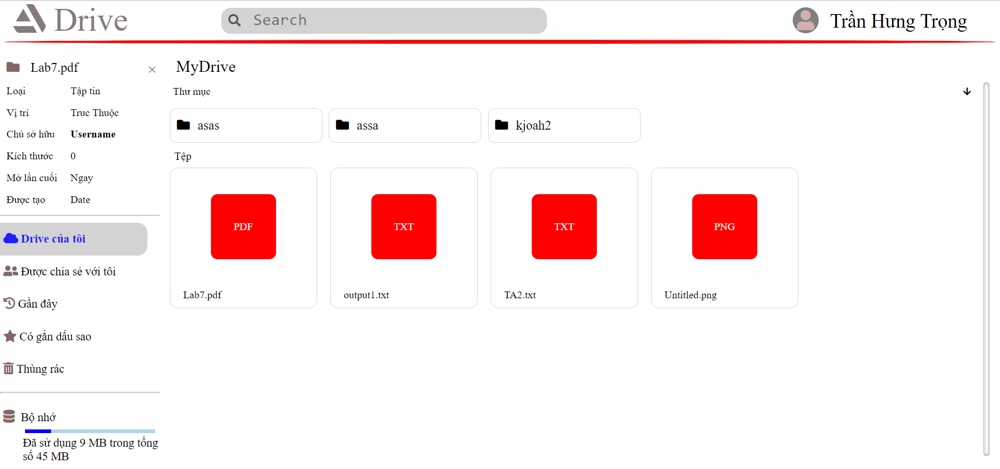 Drive
Search
Trần Hưng Trọng
Lab7.pdf
Loại Tập tin
Vị trí Truc Thuộc
Chủ sở hữu Username
Kích thước 0
Mở lần cuối Ngay
Được tạo Date
Drive của tôi
Được chia sẻ với tôi
Gần đây
Có gắn dấu sao
Thùng rác
Bộ nhớ
Đã sử dụng 9 MB trong tổng
số 45 MB
MyDrive
Thư mục
asas assa kjoah2
Tệp
PDF TXT TXT PNG
Lab7.pdf output1.txt TA2.txt Untitled.png